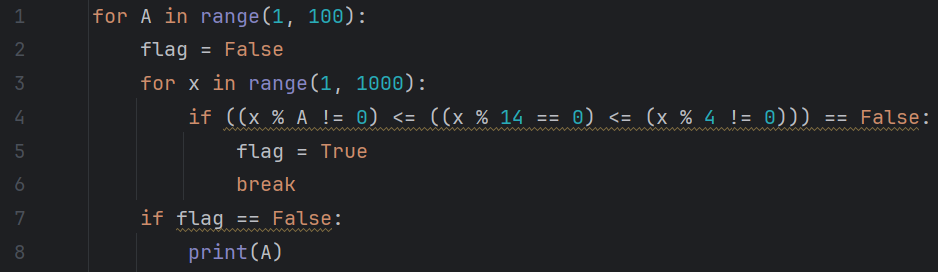 1 for A in range(1, 100):
2 flag = False
3 for x in range(1, 1000):
4 if ((x % A != 0) <= ((x % 14 == 0) <= (x % 4 != 0))) == False:
5 flag = True
6 break
7 if flag == False:
8 print(A)